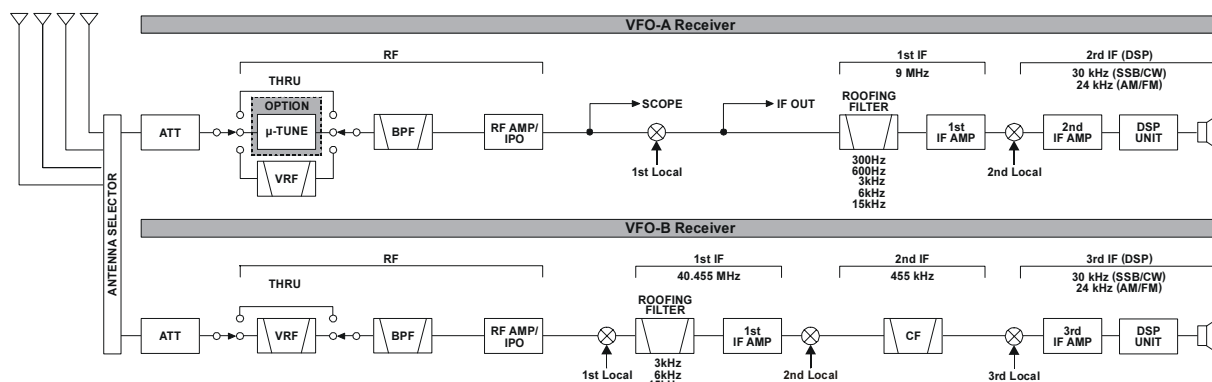 VFO-A Receiver
RF
1st IF
9 MHz
2rd IF (DSP)
30 kHz (SSB/CW)
24 kHz (AM/FM)
THRU
OPTION
SCOPE
IF OUT
ROOFING
FILTER
ATT
μ-TUNE
BPF
RF AMP/
IPO
1st
IF AMP
2nd
IF AMP
DSP
UNIT
VRF
1st Local
2nd Local
300Hz
600Hz
3kHz
6kHz
15kHz
ANTENNA SELECTOR
VFO-B Receiver
RF
1st IF
40.455 MHz
2nd IF
455 kHz
3rd IF (DSP)
30 kHz (SSB/CW)
24 kHz (AM/FM)
THRU
ROOFING
FILTER
ATT
VRF
BPF
RF AMP/
IPO
1st
IF AMP
CF
3rd
IF AMP
DSP
UNIT
1st Local
3kHz
6kHz
2nd Local
3rd Local